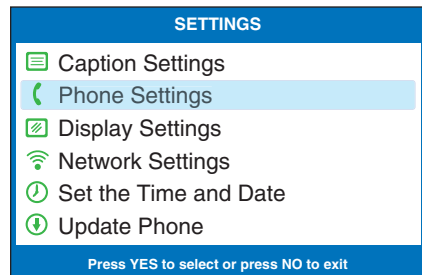 SETTINGS
Caption Settings
Phone Settings
Display Settings
Network Settings
Set the Time and Date
Update Phone
Press YES to select or press NO to exit